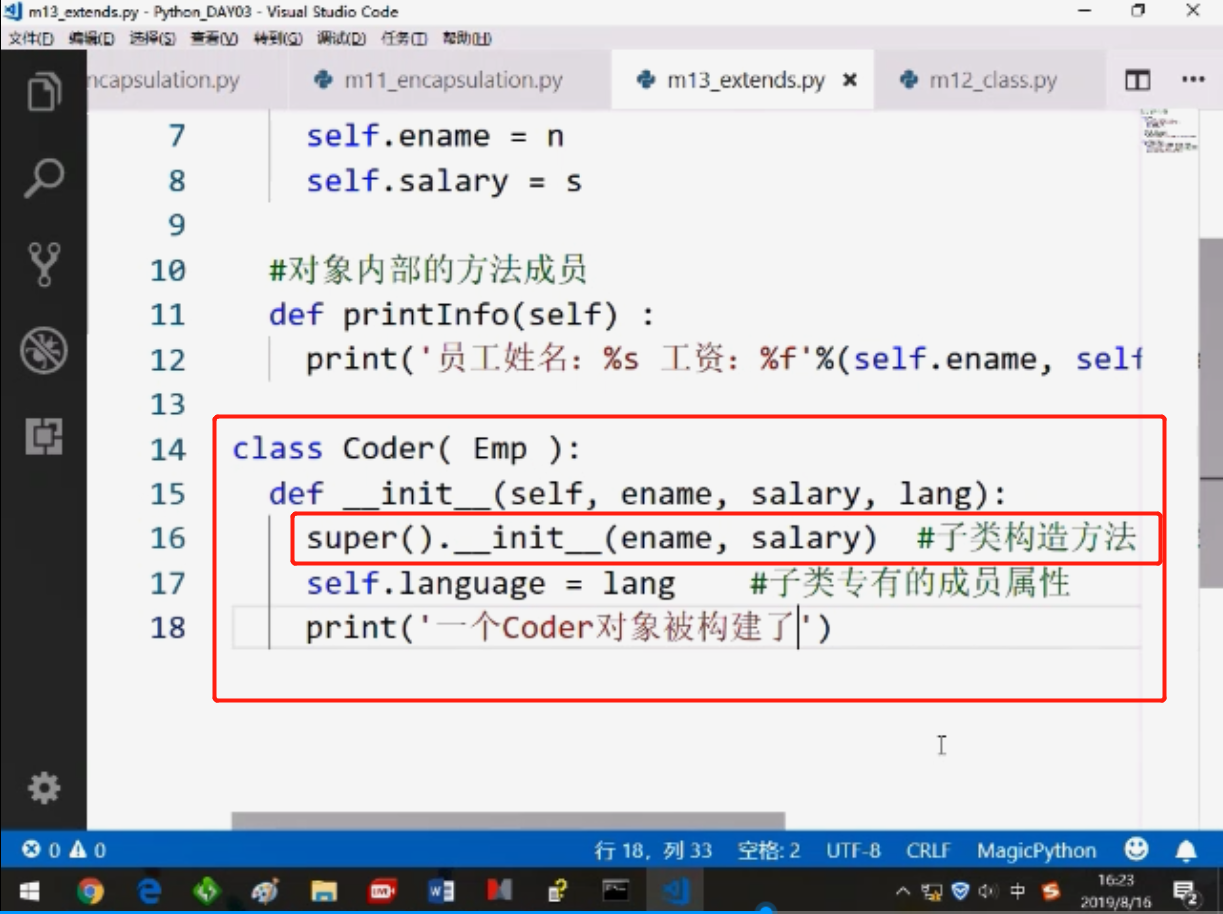 m13_extends.py - Python_DAY03 - Visual Studio Code
文件(F) 编辑(E) 选择(S) 查看(V) 转到(G) 调试(D) 任务(T) 帮助(H)
ncapsulation.py m11_encapsulation.py m13_extends.py m12_class.py
7 self.ename = n
8 self.salary = s
9
10 #对象内部的方法成员
11 def printInfo(self) :
12 print('员工姓名: %s 工资: %f'%(self.ename, self
13
14 class Coder( Emp ):
15 def __init__(self, ename, salary, lang):
16 super().__init__(ename, salary) #子类构造方法
17 self.language = lang #子类专有的成员属性
18 print('一个Coder对象被构建了')
0 0 行 18，列 33 空格: 2 UTF-8 CRLF MagicPython
中 16:23
2019/8/16 2